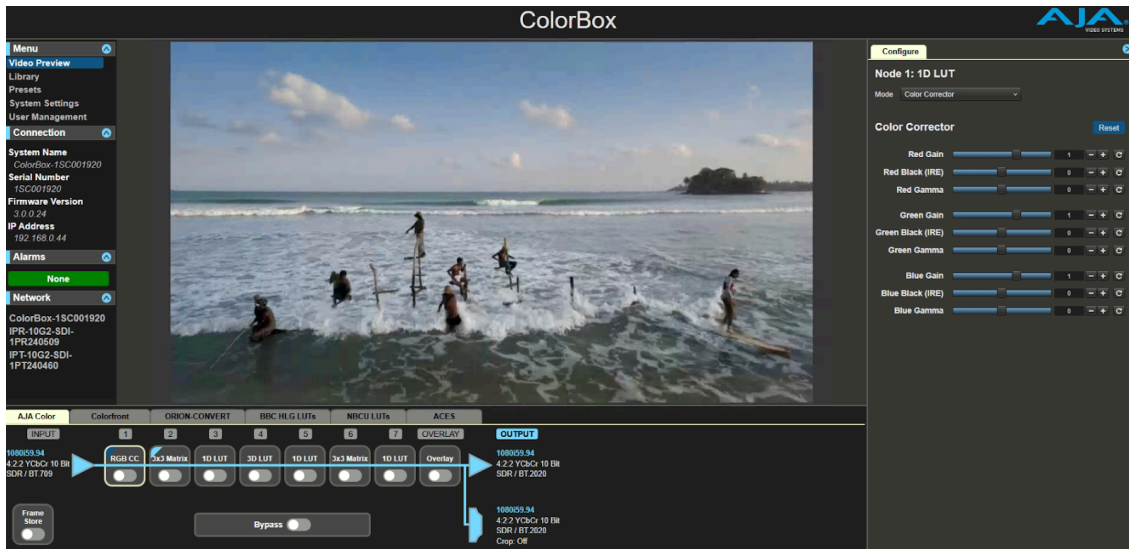 ColorBox
AJA
VIDEO SYSTEMS
Menu
Video Preview
Library
Presets
System Settings
User Management
Connection
System Name
ColorBox-1SC001920
Serial Number
1SC001920
Firmware Version
3.0.0.24
IP Address
192.168.0.44
Alarms
None
Network
ColorBox-1SC001920
IPR-10G2-SDI-
1PR240509
IPT-10G2-SDI-
1PT240460
Configure
Node 1: 1D LUT
Mode Color Corrector
Color Corrector Reset
Red Gain 1 - +
Red Black (IRE) 0 - +
Red Gamma 0 - +
Green Gain 1 - +
Green Black (IRE) 0 - +
Green Gamma 0 - +
Blue Gain 1 - +
Blue Black (IRE) 0 - +
Blue Gamma 0 - +
AJA Color Colorfront ORION-CONVERT BBC HLG LUTs NBCU LUTs ACES
INPUT 1 2 3 4 5 6 7 OVERLAY OUTPUT
1080i59.94
4:2:2 YCbCr 10 Bit
SDR / BT.709
RGB CC 3x3 Matrix 1D LUT 3D LUT 1D LUT 3x3 Matrix 1D LUT Overlay
1080i59.94
4:2:2 YCbCr 10 Bit
SDR / BT.2020
Frame
Store
Bypass
1080i59.94
4:2:2 YCbCr 10 Bit
SDR / BT.2020
Crop: Off